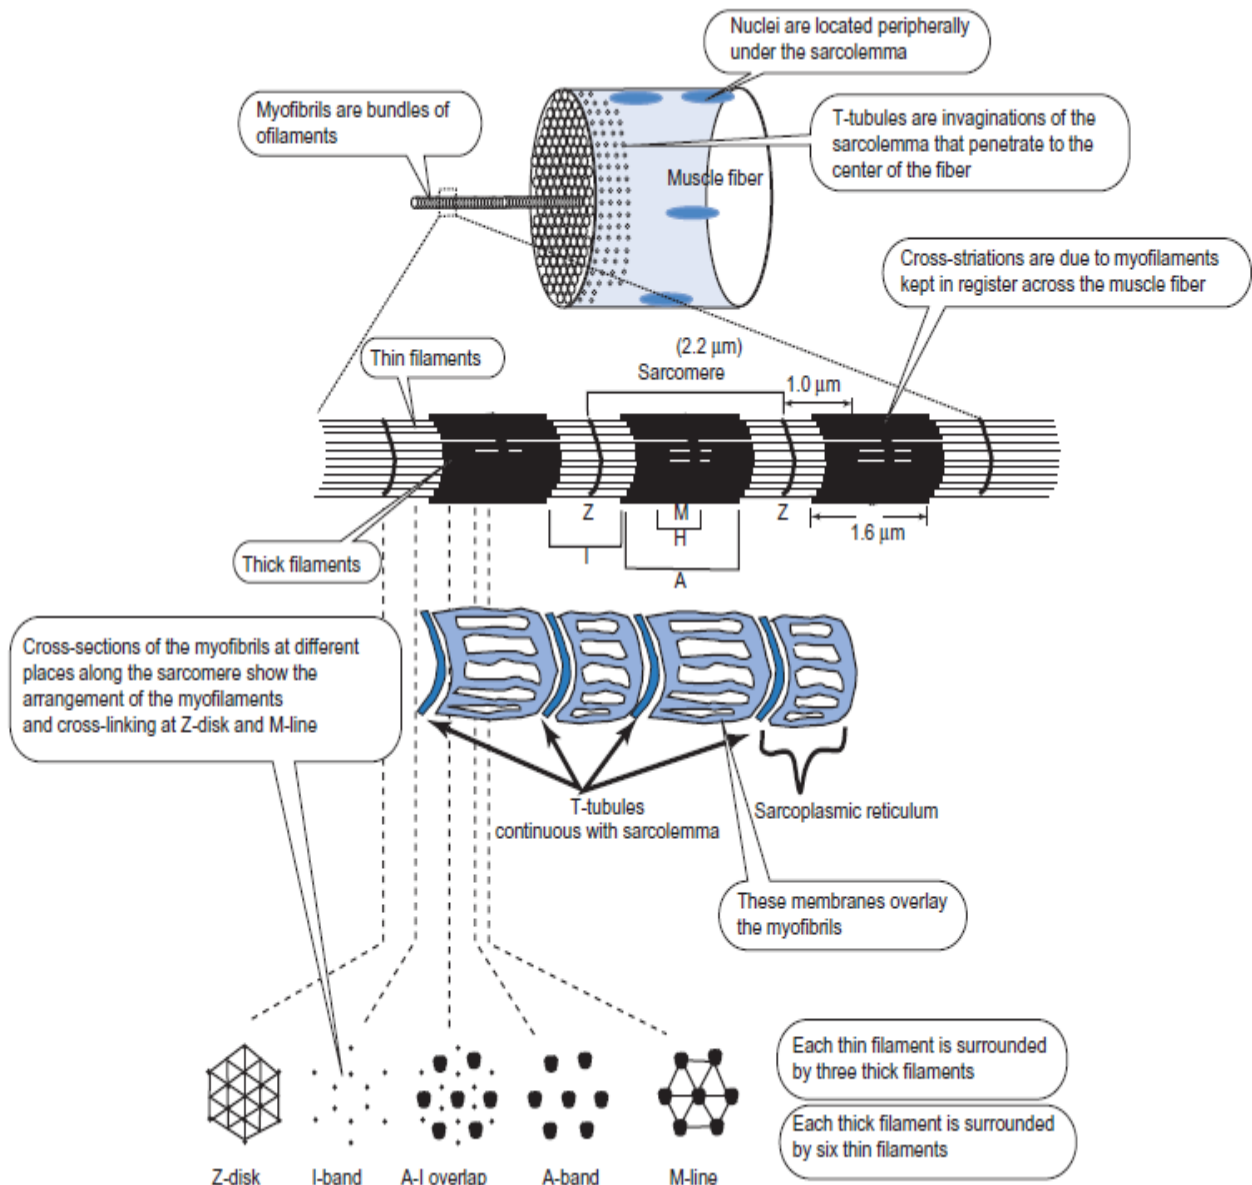 Nuclei are located peripherally
under the sarcolemma
Myofibrils are bundles of
ofilaments
T-tubules are invaginations of the
sarcolemma that penetrate to the
center of the fiber
Muscle fiber
Cross-striations are due to myofilaments
kept in register across the muscle fiber
(2.2 μm)
Sarcomere
Thin filaments
1.0 μm
Z
M
Z
H
1.6 μm
I
A
Thick filaments
Cross-sections of the myofibrils at different
places along the sarcomere show the
arrangement of the myofilaments
and cross-linking at Z-disk and M-line
T-tubules
continuous with sarcolemma
Sarcoplasmic reticulum
These membranes overlay
the myofibrils
Each thin filament is surrounded
by three thick filaments
Each thick filament is surrounded
by six thin filaments
Z-disk
I-band
A-I overlap
A-band
M-line